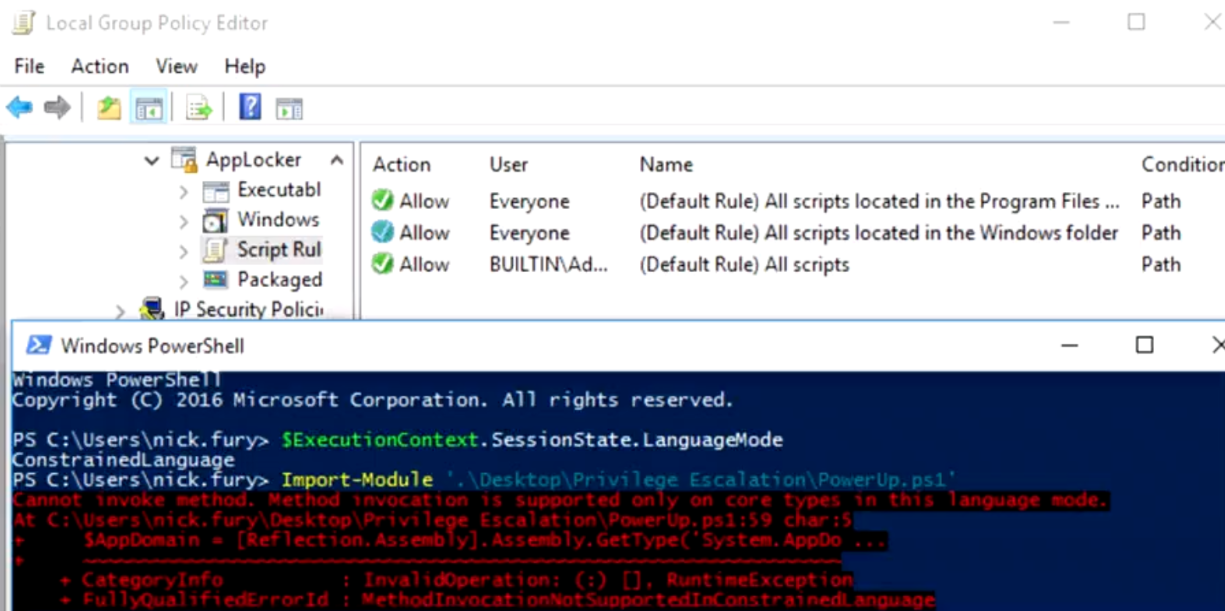 Local Group Policy Editor
File Action View Help
AppLocker
Executabl
Windows
Script Rul
Packaged
IP Security Polici
Action User Name Condition
Allow Everyone (Default Rule) All scripts located in the Program Files ... Path
Allow Everyone (Default Rule) All scripts located in the Windows folder Path
Allow BUILTIN\Ad... (Default Rule) All scripts Path
Windows PowerShell
Windows PowerShell
Copyright (C) 2016 Microsoft Corporation. All rights reserved.
PS C:\Users\nick.fury> $ExecutionContext.SessionState.LanguageMode
ConstrainedLanguage
PS C:\Users\nick.fury> Import-Module '.\Desktop\Privilege Escalation\PowerUp.ps1'
Cannot invoke method. Method invocation is supported only on core types in this language mode.
At C:\Users\nick.fury\Desktop\Privilege Escalation\PowerUp.ps1:59 char:5
+     $AppDomain = [Reflection.Assembly].Assembly.GetType('System.AppDo ...
+     ~~~~~~~~~~~~~~~~~~~~~~~~~~~~~~~~~~~~~~~~~~~~~~~~~~~~~~~~~~~~~~~~~
+ CategoryInfo : InvalidOperation: (:) [], RuntimeException
+ FullyQualifiedErrorId : MethodInvocationNotSupportedInConstrainedLanguage